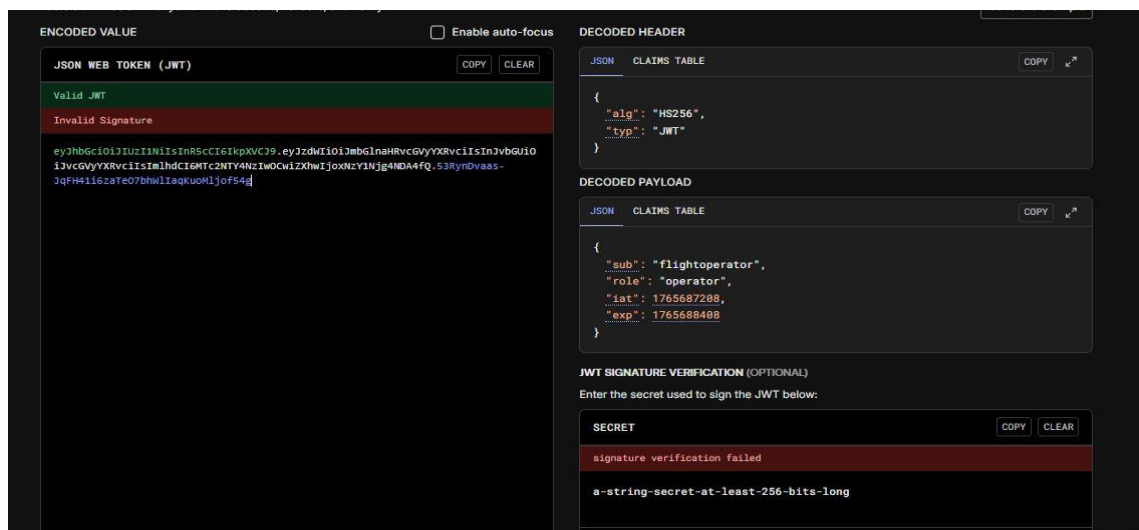 ENCODED VALUE
Enable auto-focus
JSON WEB TOKEN (JWT)
COPY CLEAR
Valid JWT
Invalid Signature
eyJhbGciOiJIUzI1NiIsInR5cCI6IkpXVCJ9.eyJzdWIiOiJmbGlnaHRvcGVyYXRvciIsInJvbGUiO
iJvcGVyYXRvciIsImlhdCI6MTc2NTY4NzIwOCwiZXhwIjoxNzY1Njg4NDA4fQ.53RynDvaas-
JqFH41i6zaTeO7bhWlIaqKuoMljof54g
DECODED HEADER
JSON CLAIMS TABLE
COPY
{
"alg": "HS256",
"typ": "JWT"
}
DECODED PAYLOAD
JSON CLAIMS TABLE
COPY
{
"sub": "flightoperator",
"role": "operator",
"iat": 1765687208,
"exp": 1765688408
}
JWT SIGNATURE VERIFICATION (OPTIONAL)
Enter the secret used to sign the JWT below:
SECRET
COPY CLEAR
signature verification failed
a-string-secret-at-least-256-bits-long